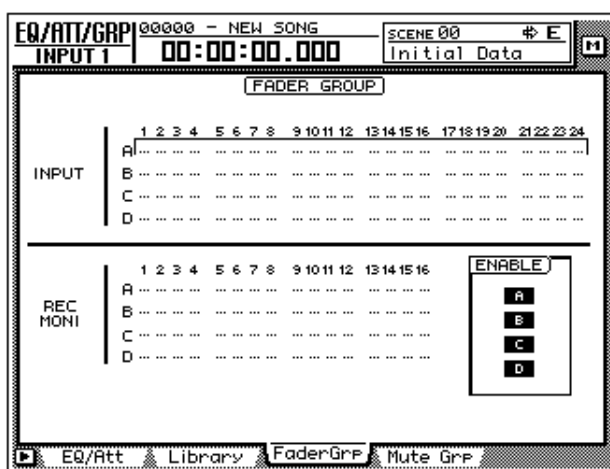 EQ/ATT/GRP 00000 - NEW SONG SCENE 00 E
INPUT 1 00:00:00.000 Initial Data M
FADER GROUP
1 2 3 4 5 6 7 8 9 10 11 12 13 14 15 16 17 18 19 20 21 22 23 24
A
INPUT B
C
D
1 2 3 4 5 6 7 8 9 10 11 12 13 14 15 16 ENABLE
A A
REC MONI B B
C C
D D
EQ/Att Library FaderGrp Mute Grp